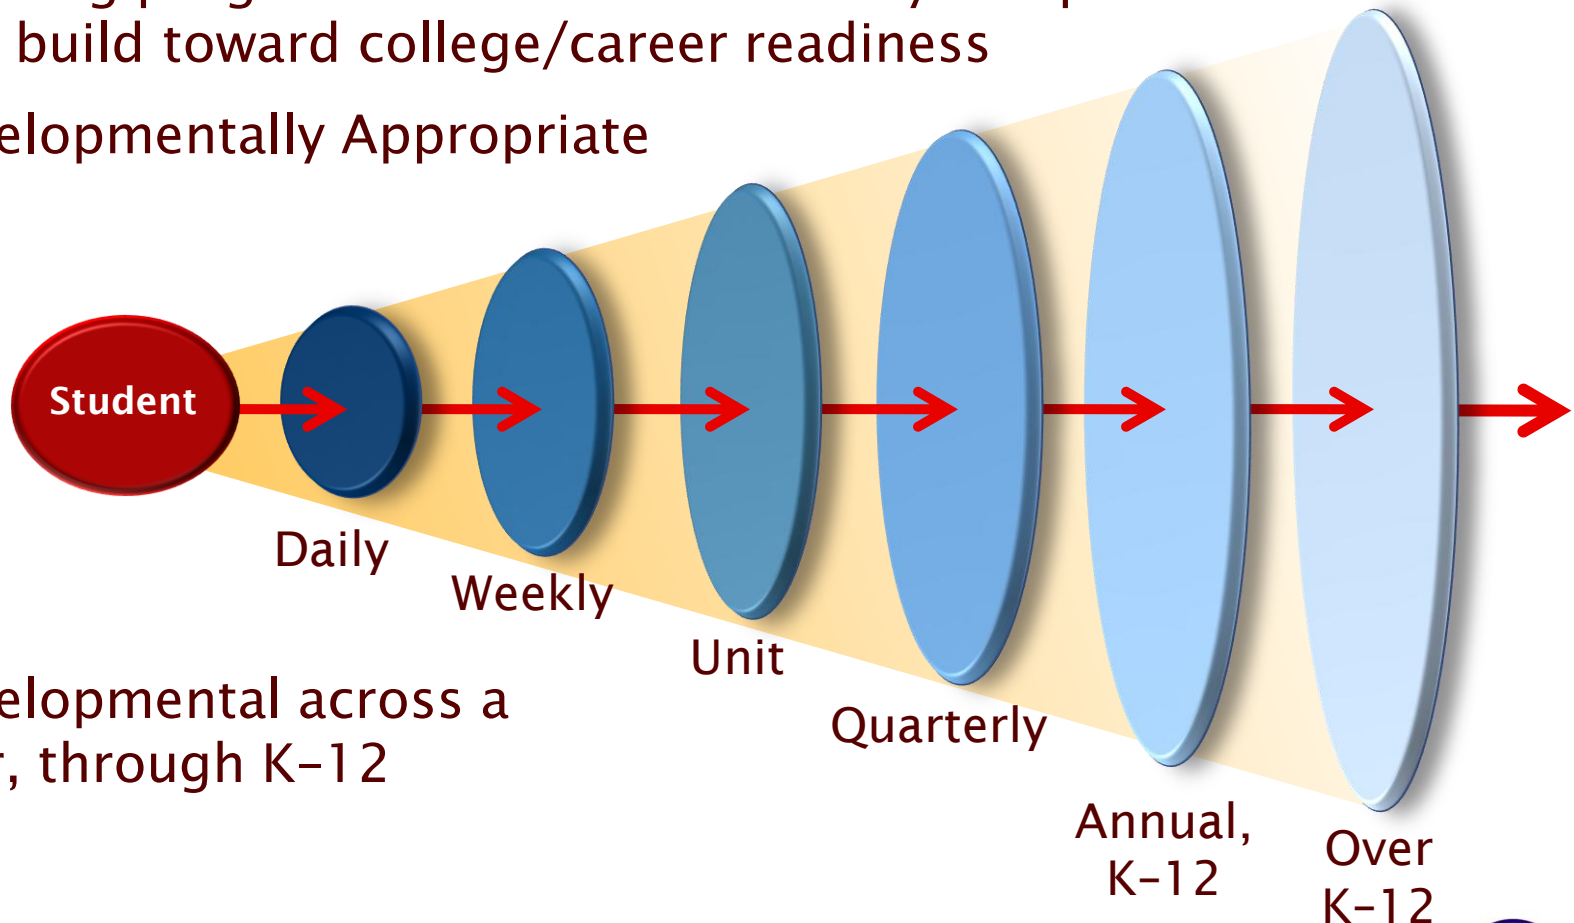 build toward college/career readiness
elopmentally Appropriate
Student
Daily
Weekly
Unit
Quarterly
Annual,
K-12
Over
K-12
elopmental across a
, through K-12